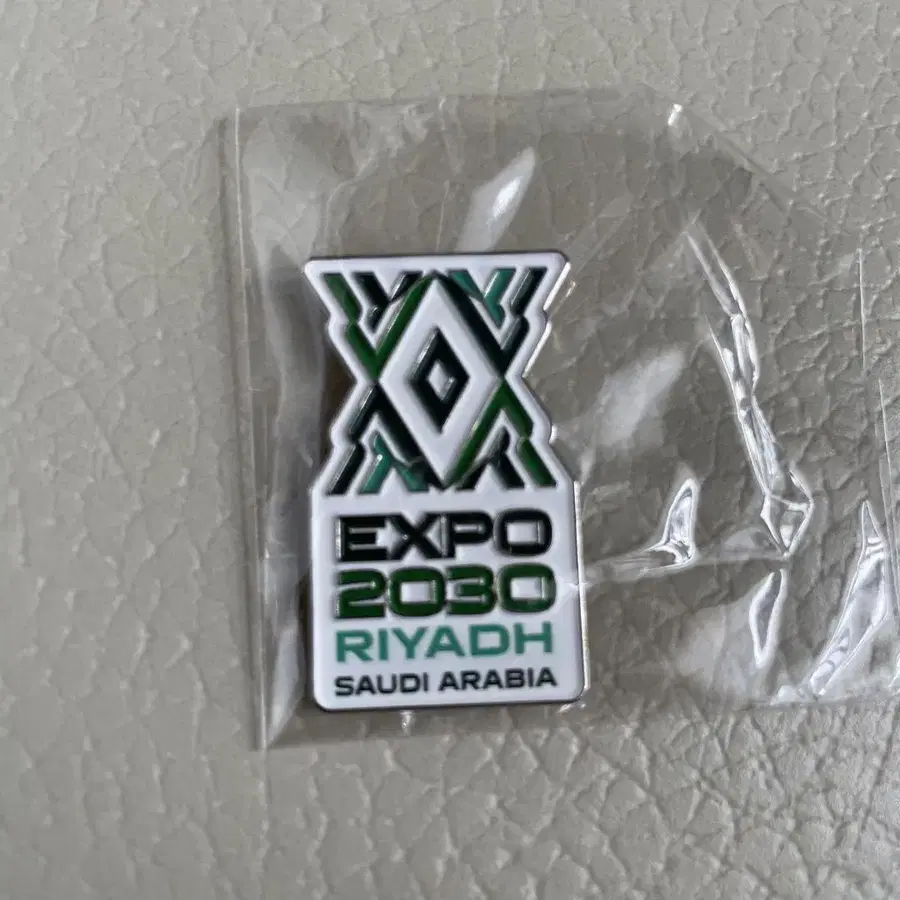 EXPO
2030
RIYADH
SAUDI ARABIA